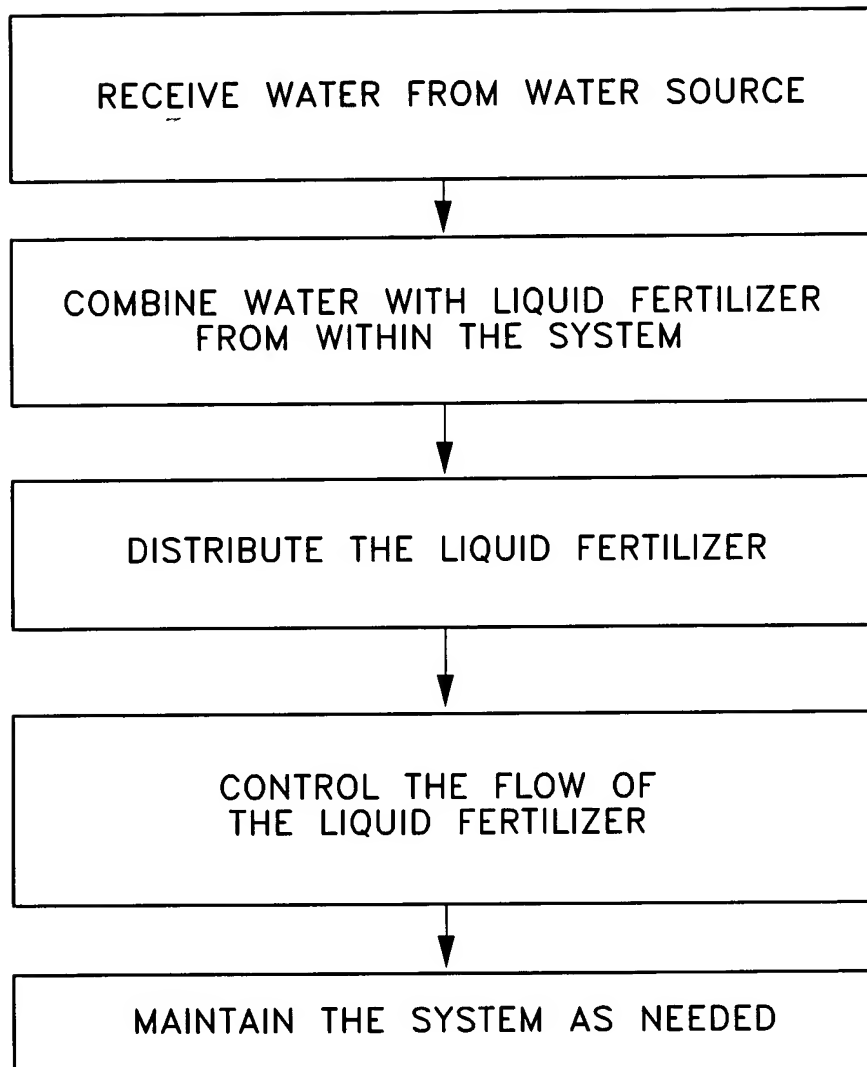 RECEIVE WATER FROM WATER SOURCE
COMBINE WATER WITH LIQUID FERTILIZER
FROM WITHIN THE SYSTEM
DISTRIBUTE THE LIQUID FERTILIZER
CONTROL THE FLOW OF
THE LIQUID FERTILIZER
MAINTAIN THE SYSTEM AS NEEDED